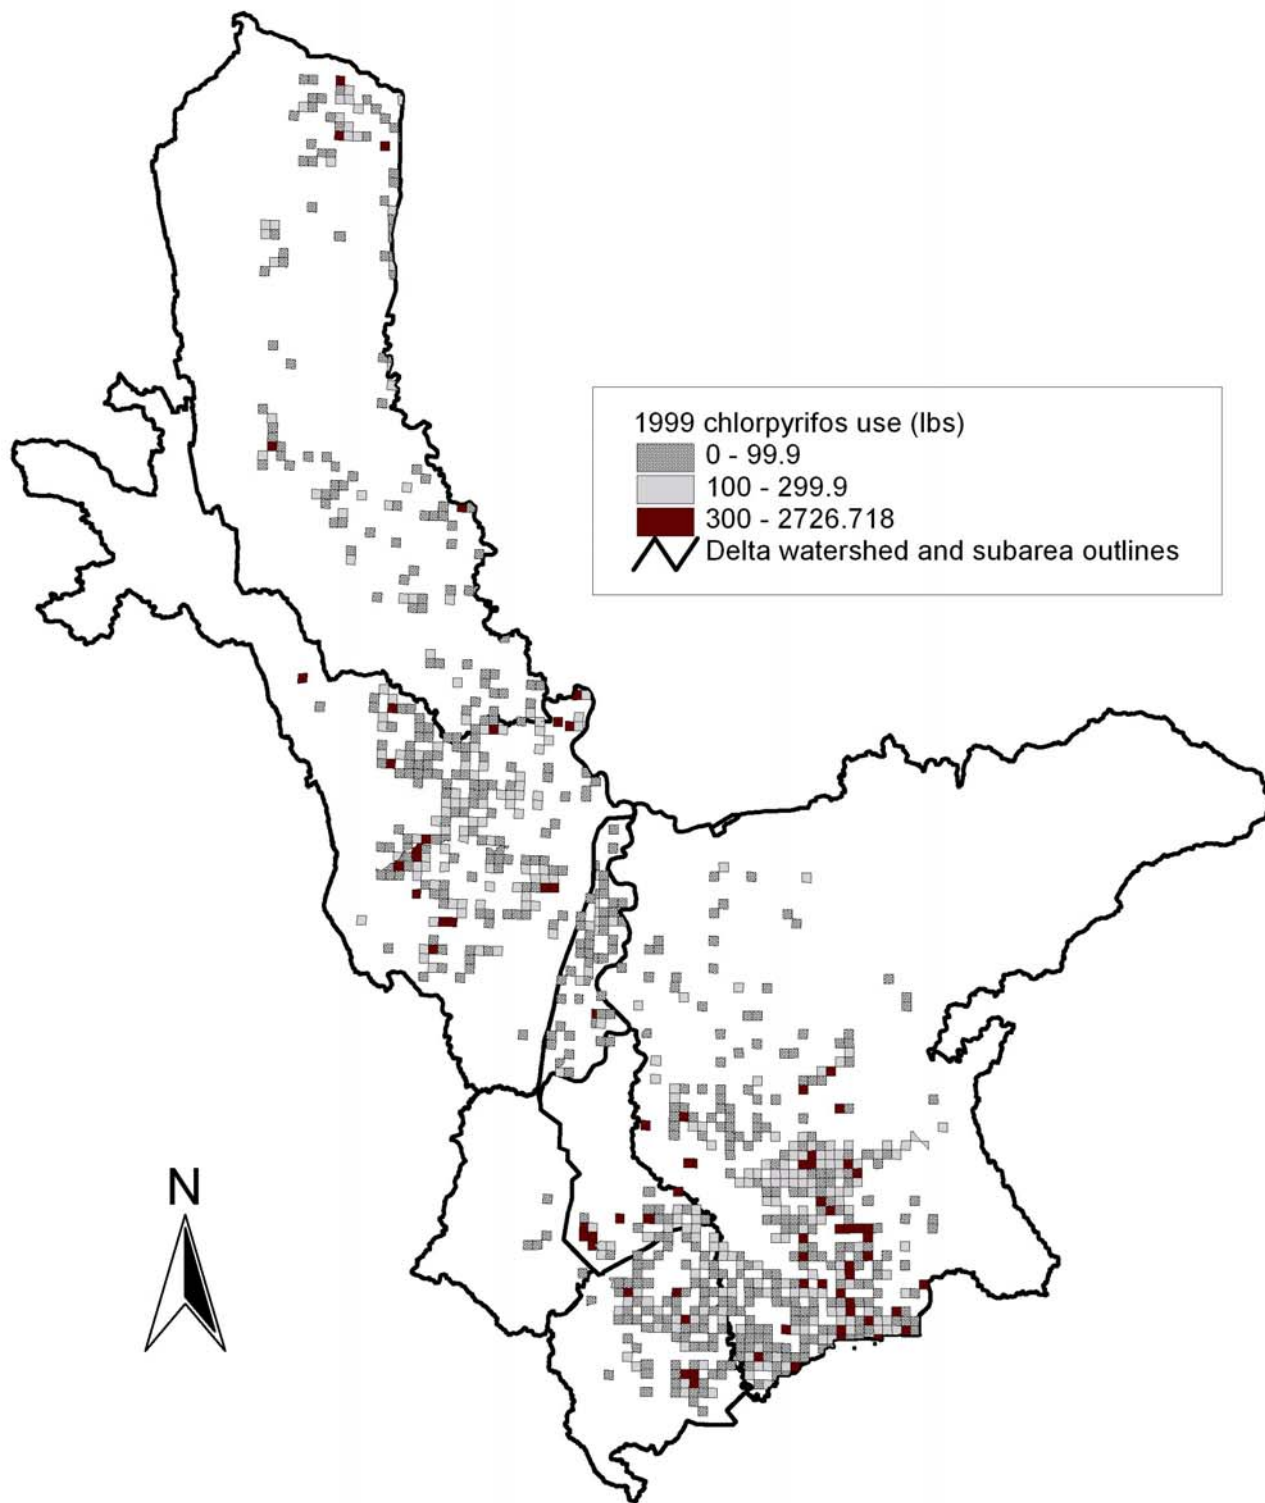 1999 chlorpyrifos use (lbs)
0 - 99.9
100 - 299.9
300 - 2726.718
Delta watershed and subarea outlines
N